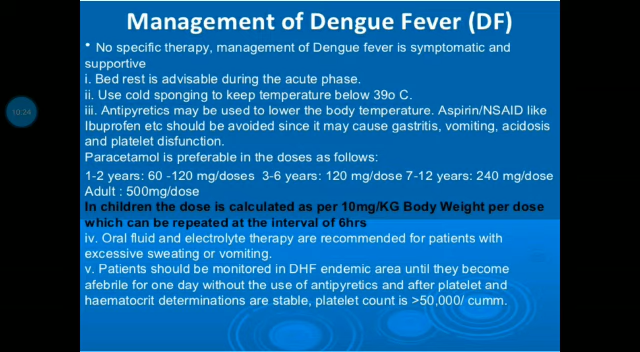 Management of Dengue Fever (DF)
• No specific therapy, management of Dengue fever is symptomatic and
supportive
i. Bed rest is advisable during the acute phase.
ii. Use cold sponging to keep temperature below 39o C.
iii. Antipyretics may be used to lower the body temperature. Aspirin/NSAID like
Ibuprofen etc should be avoided since it may cause gastritis, vomiting, acidosis
and platelet disfunction.
Paracetamol is preferable in the doses as follows:
1-2 years: 60 -120 mg/doses 3-6 years: 120 mg/dose 7-12 years: 240 mg/dose
Adult : 500mg/dose
In children the dose is calculated as per 10mg/KG Body Weight per dose
which can be repeated at the interval of 6hrs
iv. Oral fluid and electrolyte therapy are recommended for patients with
excessive sweating or vomiting.
v. Patients should be monitored in DHF endemic area until they become
afebrile for one day without the use of antipyretics and after platelet and
haematocrit determinations are stable, platelet count is >50,000/ cumm.
10:24